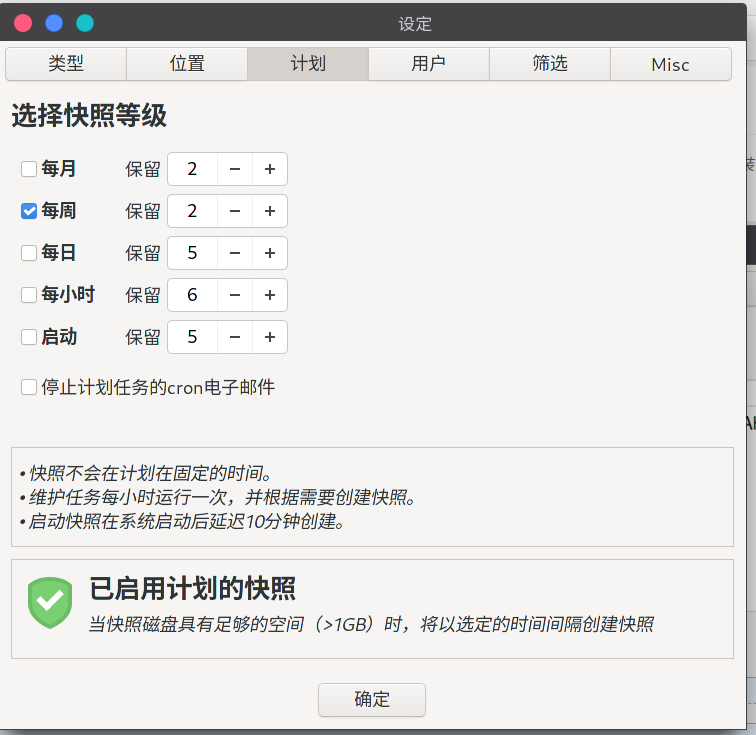 设定
类型 位置 计划 用户 筛选 Misc
选择快照等级
每月 保留 2 − +
每周 保留 2 − +
每日 保留 5 − +
每小时 保留 6 − +
启动 保留 5 − +
停止计划任务的cron电子邮件
• 快照不会在计划在固定的时间。
• 维护任务每小时运行一次，并根据需要创建快照。
• 启动快照在系统启动后延迟10分钟创建。
已启用计划的快照
当快照磁盘具有足够的空间（>1GB）时，将以选定的时间间隔创建快照
确定